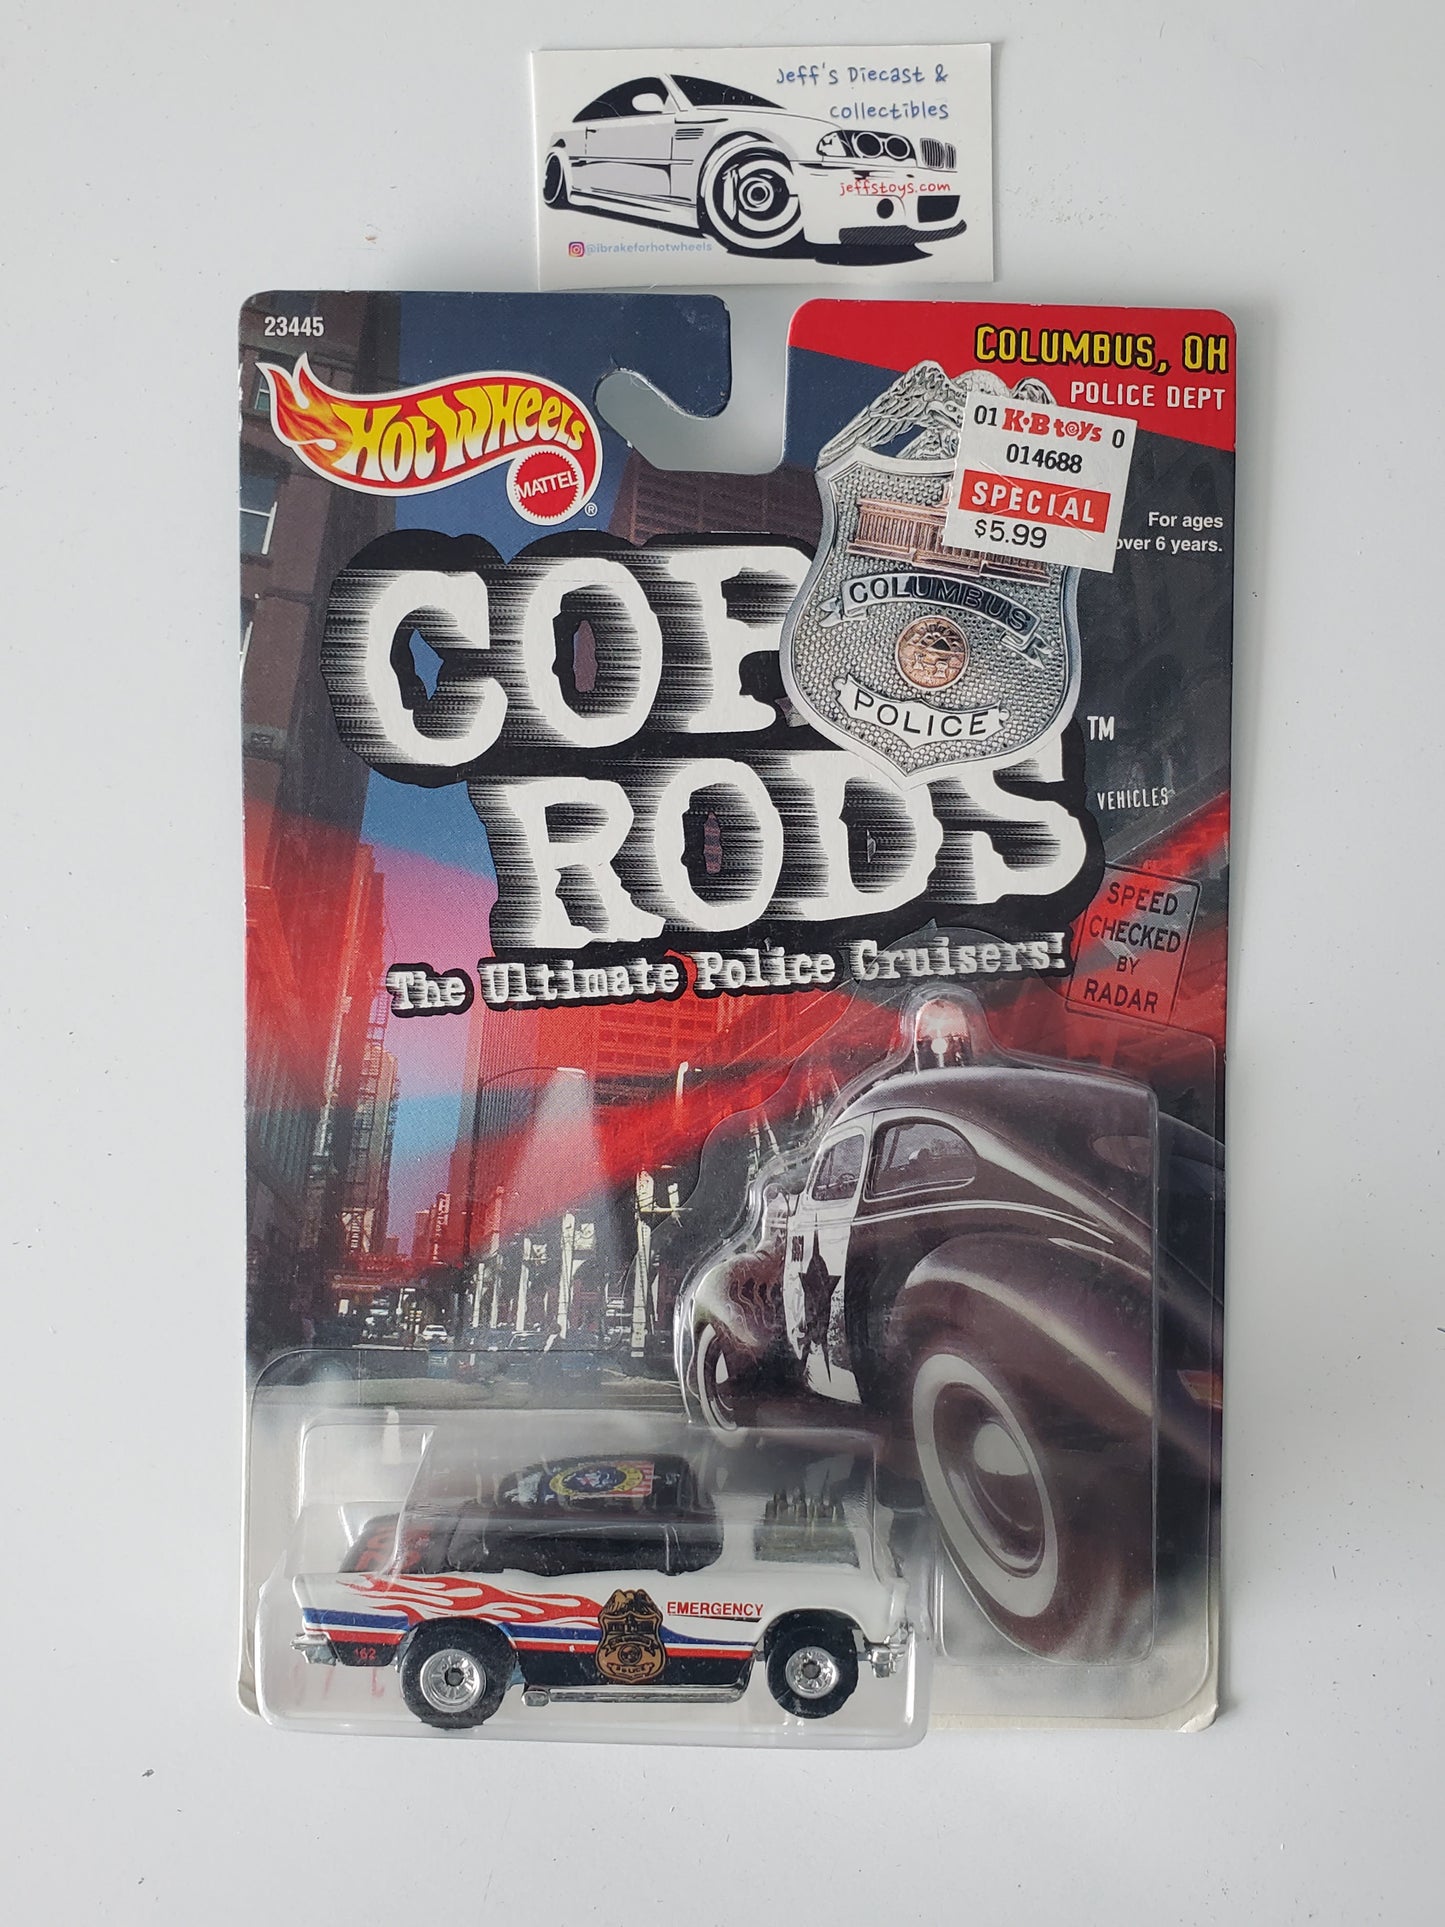 Jeff's Diecast &
collectibles
jeffstoys.com
@ibrakeforhotwheels
23445
Hot Wheels
MATTEL
®
COLUMBUS, OH
POLICE DEPT
01 K·B toys 0
014688
SPECIAL
$5.99
For ages
over 6 years.
COLUMBUS
POLICE
COP
RODS
TM
VEHICLES
The Ultimate Police Cruisers!
SPEED
CHECKED
BY
RADAR
EMERGENCY
162
POLICE